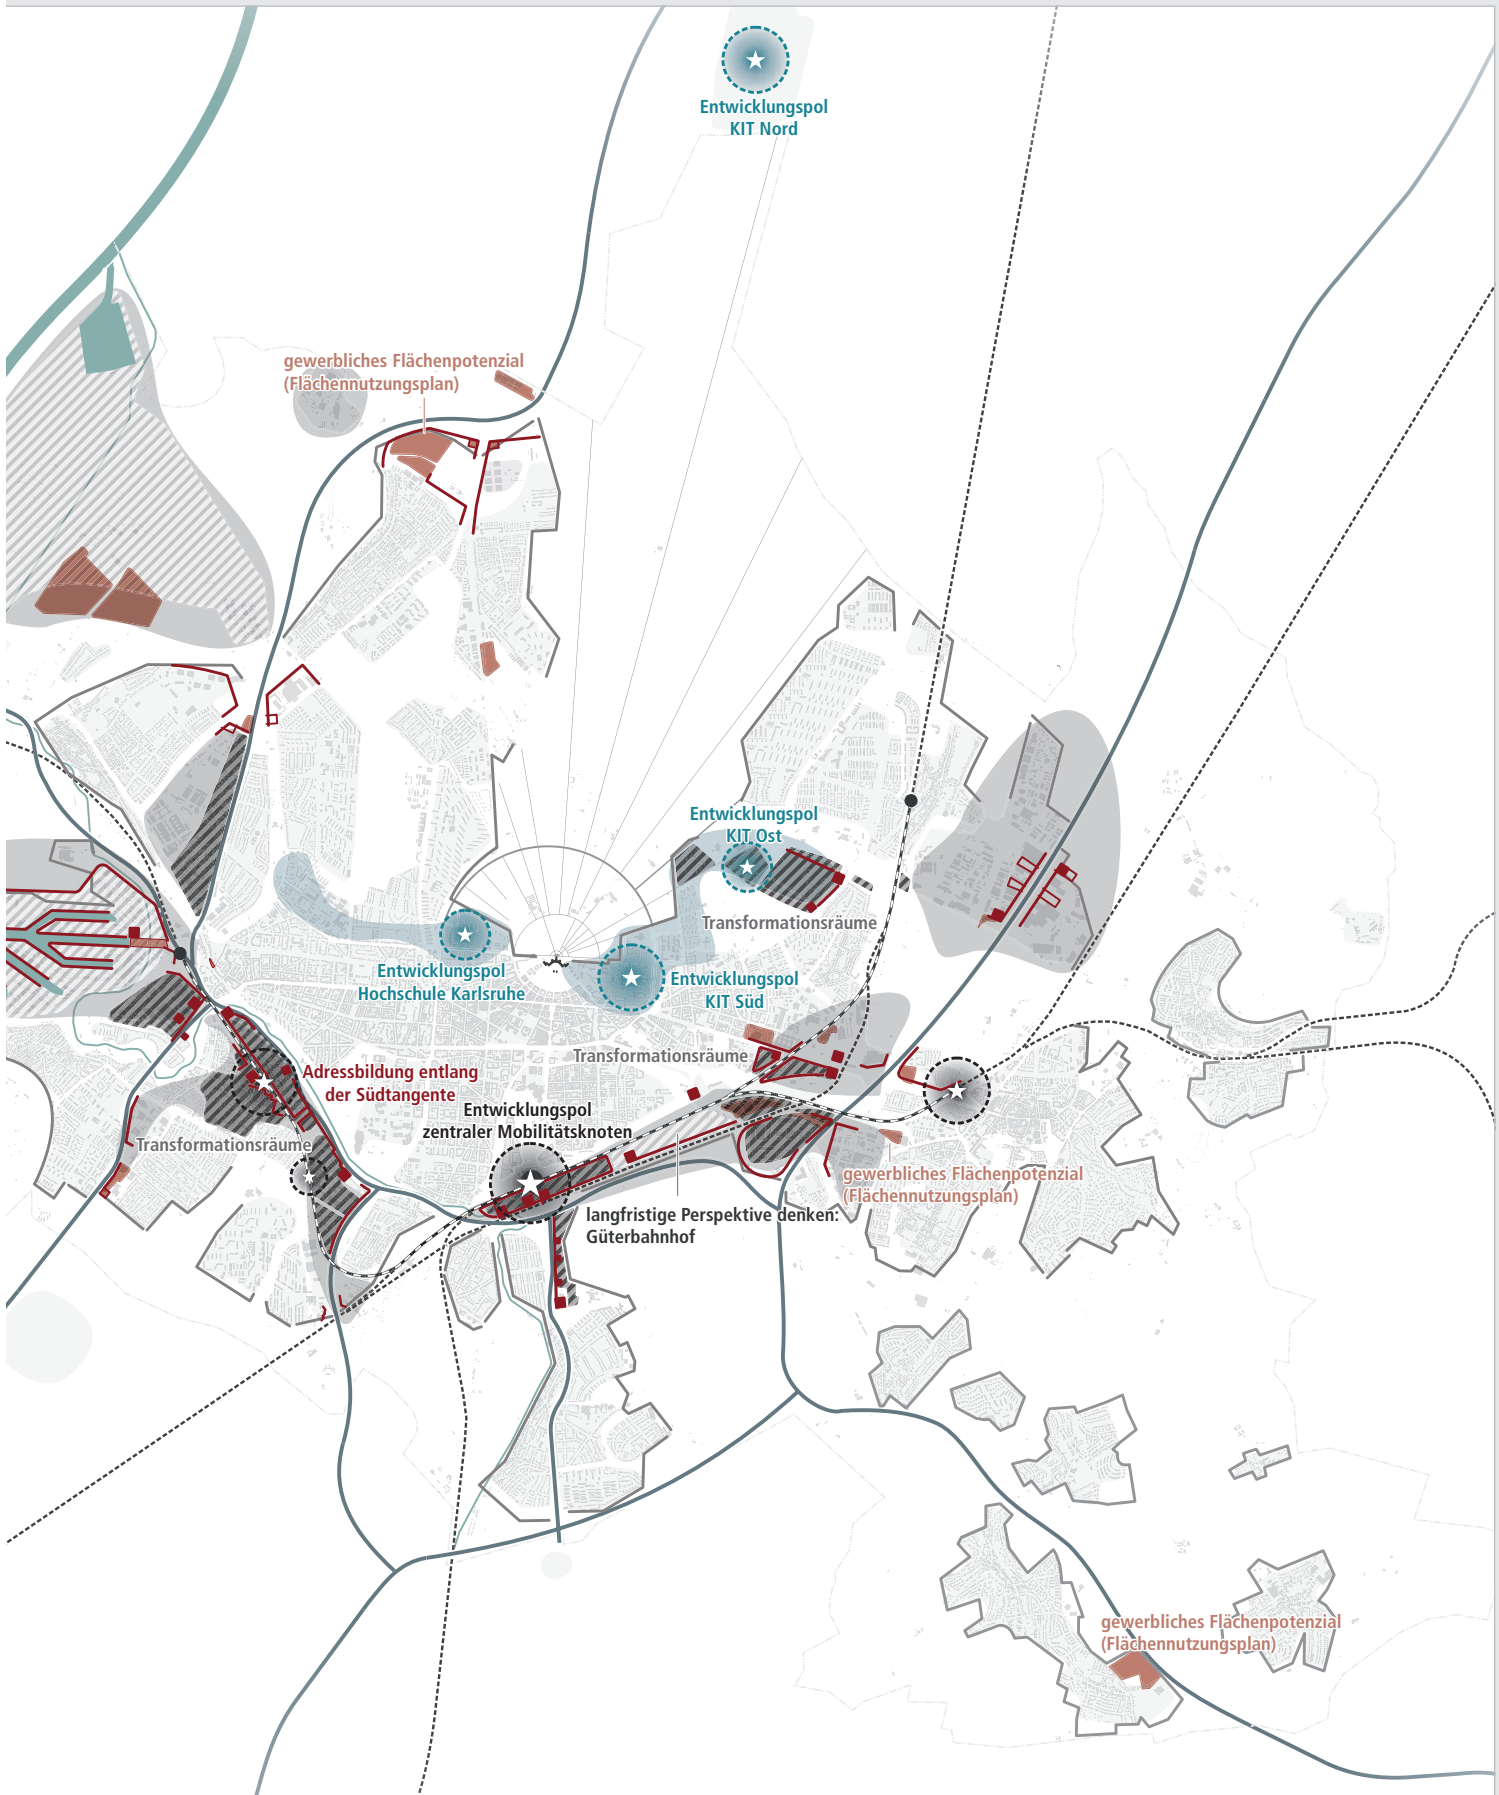 Entwicklungspol
KIT Nord
gewerbliches Flächenpotenzial
(Flächennutzungsplan)
Entwicklungspol
KIT Ost
Transformationsräume
Entwicklungspol
Hochschule Karlsruhe
Entwicklungspol
KIT Süd
Transformationsräume
Adressbildung entlang
der Südtangente
Entwicklungspol
zentraler Mobilitätsknoten
Transformationsräume
gewerbliches Flächenpotenzial
(Flächennutzungsplan)
langfristige Perspektive denken:
Güterbahnhof
gewerbliches Flächenpotenzial
(Flächennutzungsplan)